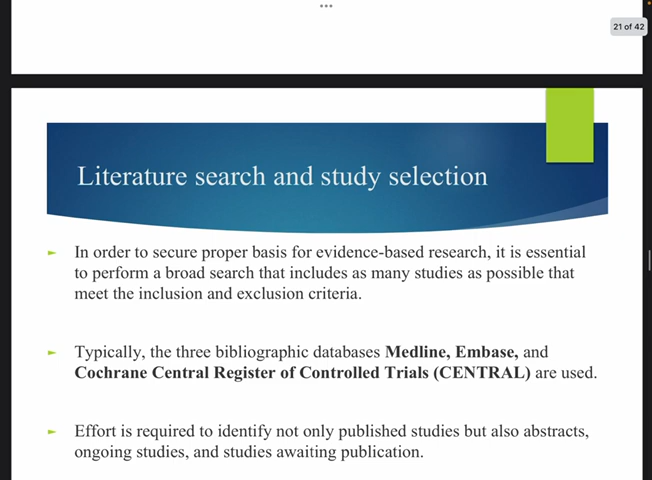 21 of 42
Literature search and study selection
In order to secure proper basis for evidence-based research, it is essential
to perform a broad search that includes as many studies as possible that
meet the inclusion and exclusion criteria.
Typically, the three bibliographic databases Medline, Embase, and
Cochrane Central Register of Controlled Trials (CENTRAL) are used.
Effort is required to identify not only published studies but also abstracts,
ongoing studies, and studies awaiting publication.